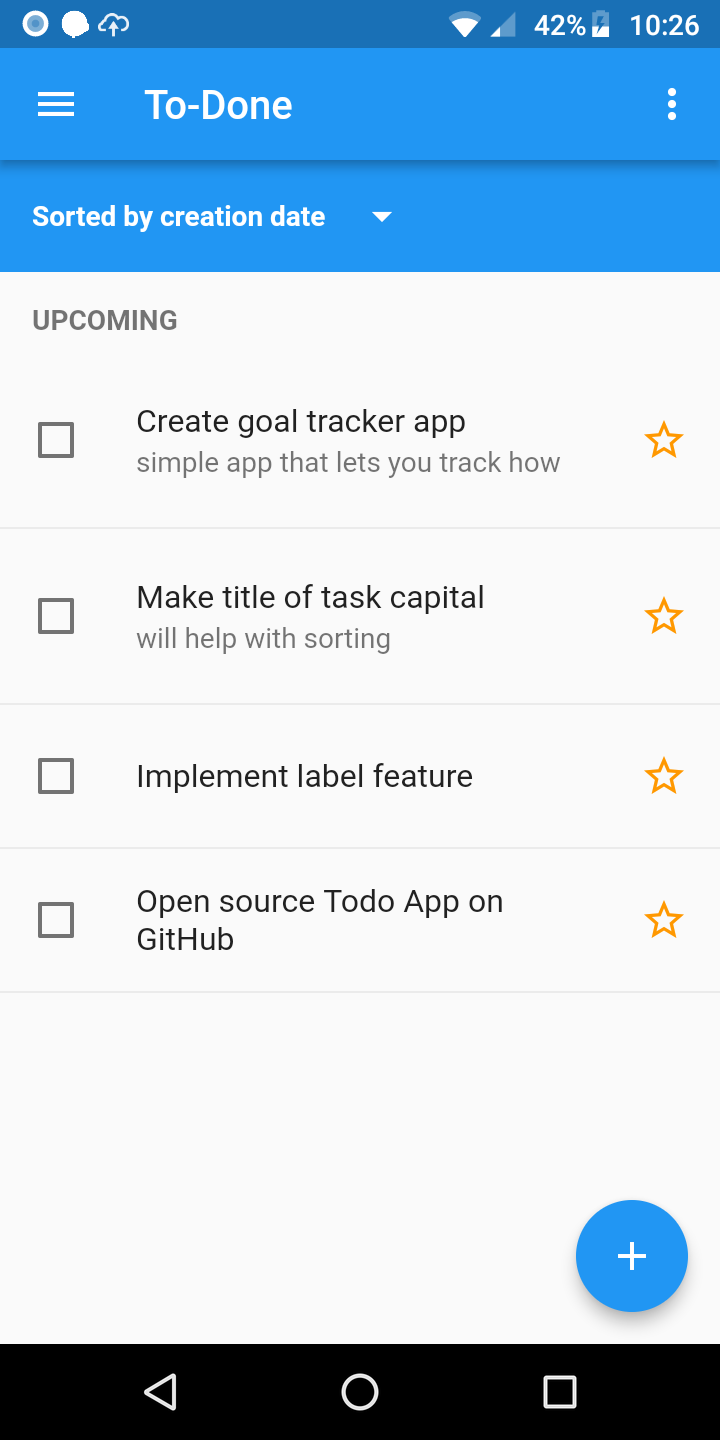 42% 10:26
To-Done
Sorted by creation date
UPCOMING
Create goal tracker app
simple app that lets you track how
Make title of task capital
will help with sorting
Implement label feature
Open source Todo App on
GitHub